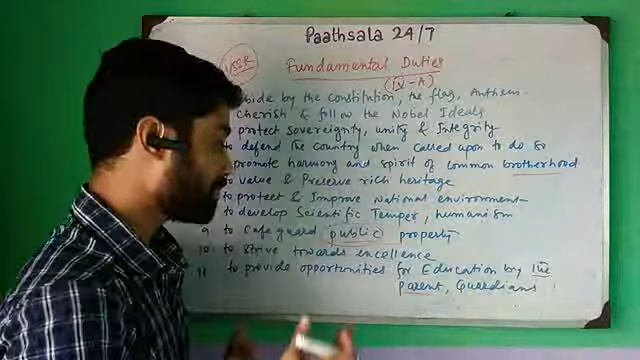 Paathsala 24/7
USSR
Fundamental Duties
(IV-A)
abide by the constitution, the flag, Anthem.
Cherish & follow the Nobel Ideals
protect sovereignty, unity & Integrity
to defend the country when called upon to do so
promote harmony and spirit of common brotherhood
to value & Preserve rich heritage
to protect & Improve National environment
to develop Scientific Temper, humanism
9 to safeguard public property
10. to strive towards excellence
11 to provide opportunities for Education by the
parent, Guardians